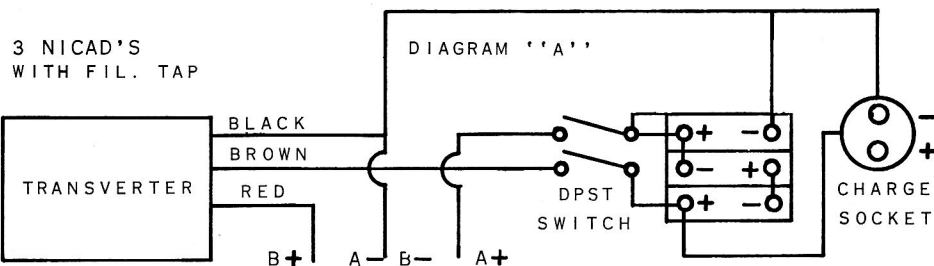 3 NICAD'S
WITH FIL. TAP
DIAGRAM ‘‘A’’
TRANSVERTER
BLACK
BROWN
RED
B+
A–
B–
A+
DPST
SWITCH
+ –
– +
+ –
–
+
CHARGE
SOCKET